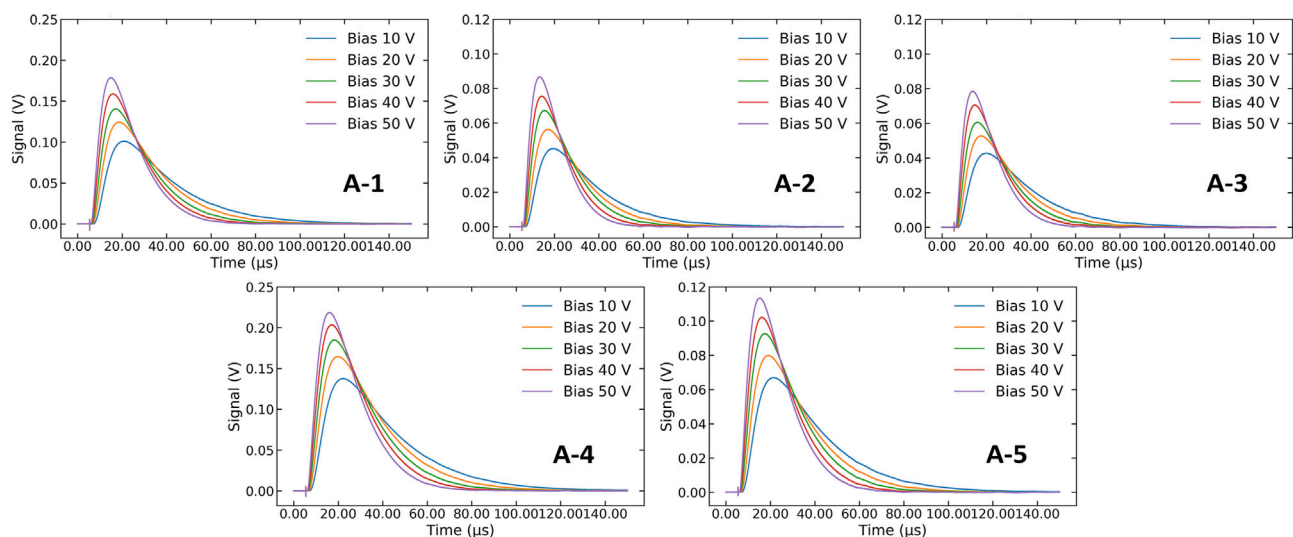 0.25
0.20
0.15
0.10
0.05
0.00
Signal (V)
Bias 10 V
Bias 20 V
Bias 30 V
Bias 40 V
Bias 50 V
A-1
0.00 20.00 40.00 60.00 80.00 100.00120.00140.00
Time (µs)
0.12
0.10
0.08
0.06
0.04
0.02
0.00
Signal (V)
Bias 10 V
Bias 20 V
Bias 30 V
Bias 40 V
Bias 50 V
A-2
0.00 20.00 40.00 60.00 80.00 100.00120.00140.00
Time (µs)
0.12
0.10
0.08
0.06
0.04
0.02
0.00
Signal (V)
Bias 10 V
Bias 20 V
Bias 30 V
Bias 40 V
Bias 50 V
A-3
0.00 20.00 40.00 60.00 80.00 100.00120.00140.00
Time (µs)
0.25
0.20
0.15
0.10
0.05
0.00
Signal (V)
Bias 10 V
Bias 20 V
Bias 30 V
Bias 40 V
Bias 50 V
A-4
0.00 20.00 40.00 60.00 80.00 100.00120.00140.00
Time (µs)
0.12
0.10
0.08
0.06
0.04
0.02
0.00
Signal (V)
Bias 10 V
Bias 20 V
Bias 30 V
Bias 40 V
Bias 50 V
A-5
0.00 20.00 40.00 60.00 80.00 100.00120.00140.00
Time (µs)